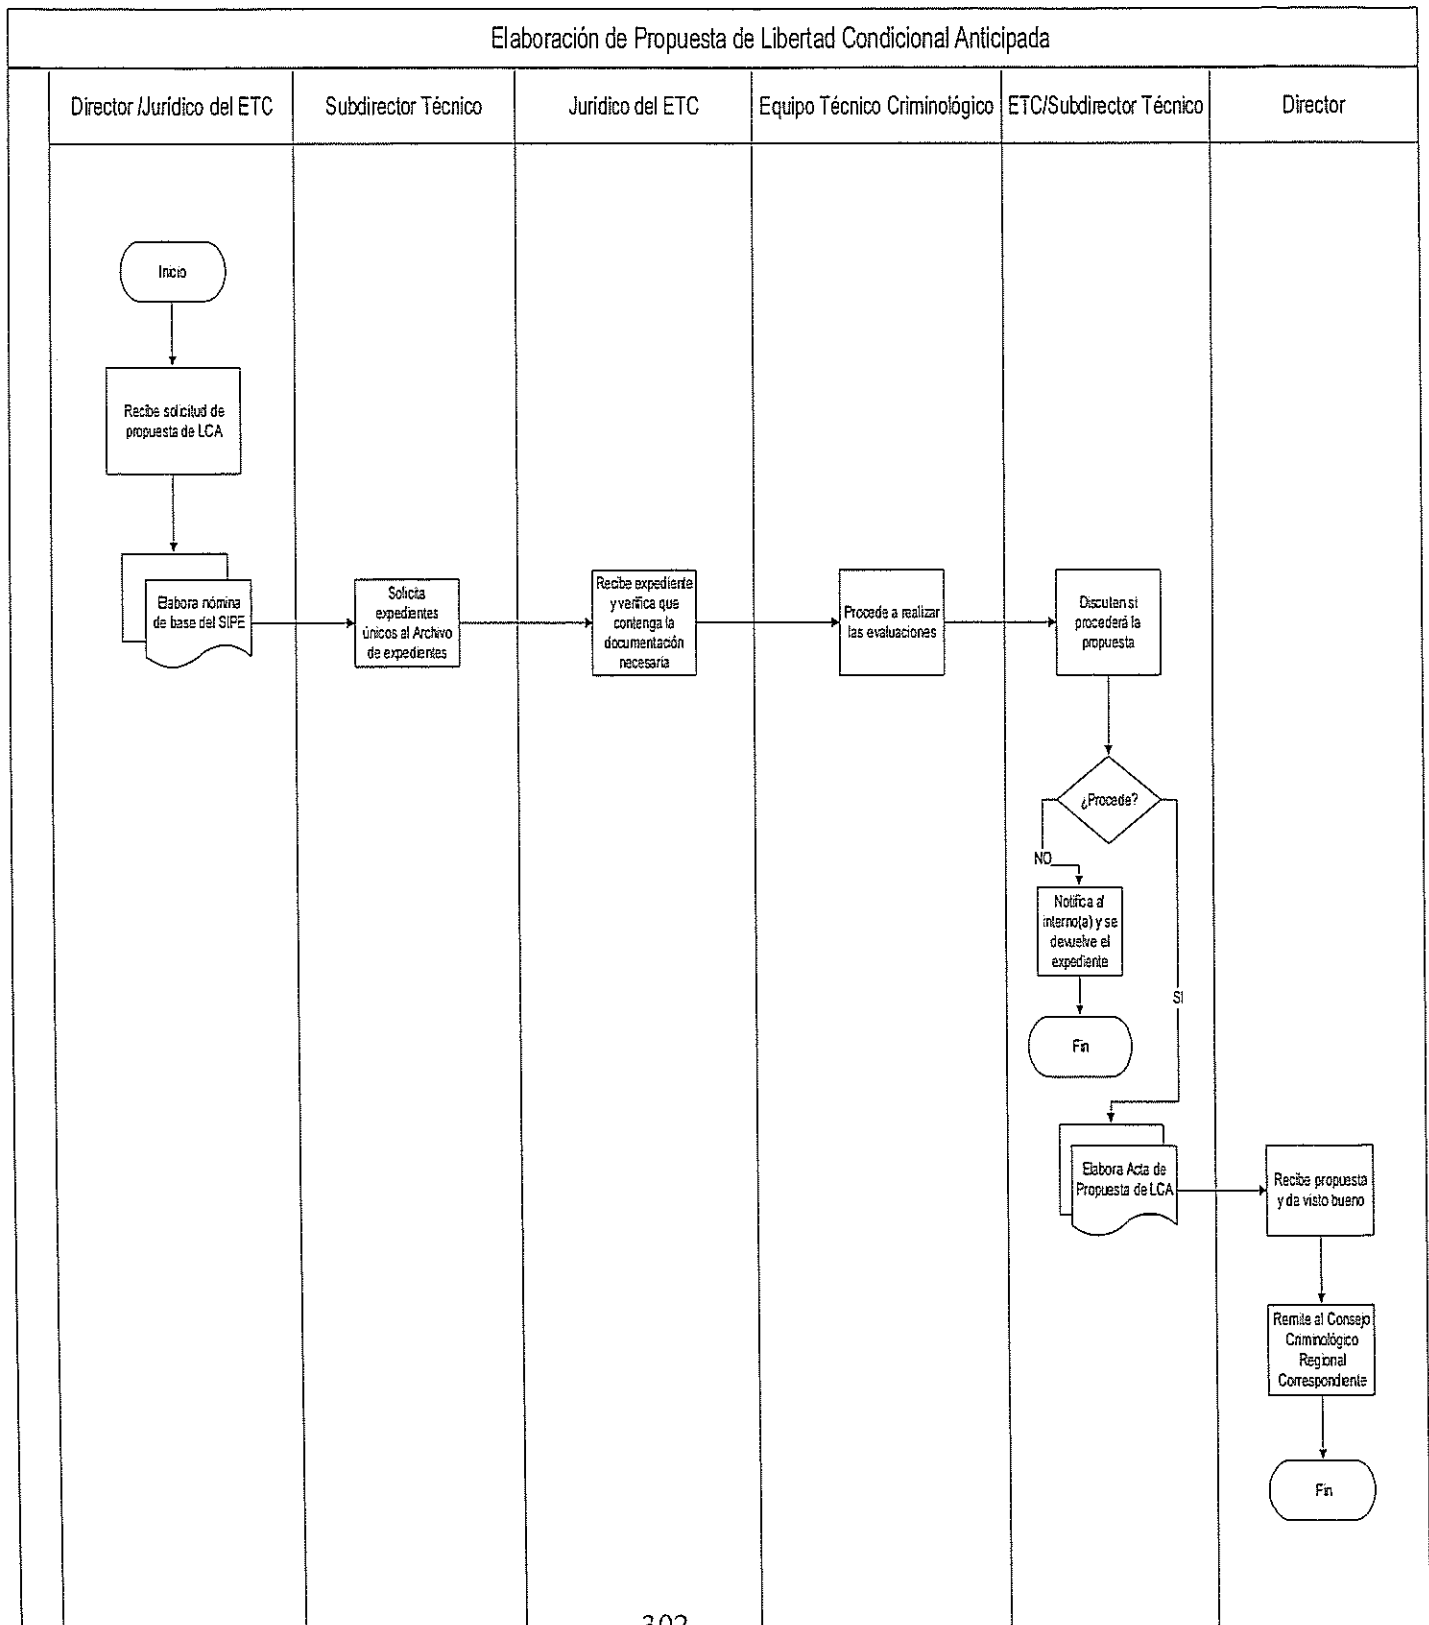 Elaboración de Propuesta de Libertad Condicional Anticipada
Director /Jurídico del ETC
Subdirector Técnico
Jurídico del ETC
Equipo Técnico Criminológico
ETC/Subdirector Técnico
Director
Inicio
Recibe solicitud de
propuesta de LCA
Elabora nómina
de base del SIPE
Solicita
expedientes
únicos al Archivo
de expedientes
Recibe expediente
y verifica que
contenga la
documentación
necesaria
Procede a realizar
las evaluaciones
Discuten si
procederá la
propuesta
¿Procede?
NO
Notifica al
interno(a) y se
devuelve el
expediente
SI
Fin
Elabora Acta de
Propuesta de LCA
Recibe propuesta
y da visto bueno
Remite al Consejo
Criminológico
Regional
Correspondiente
Fin
302